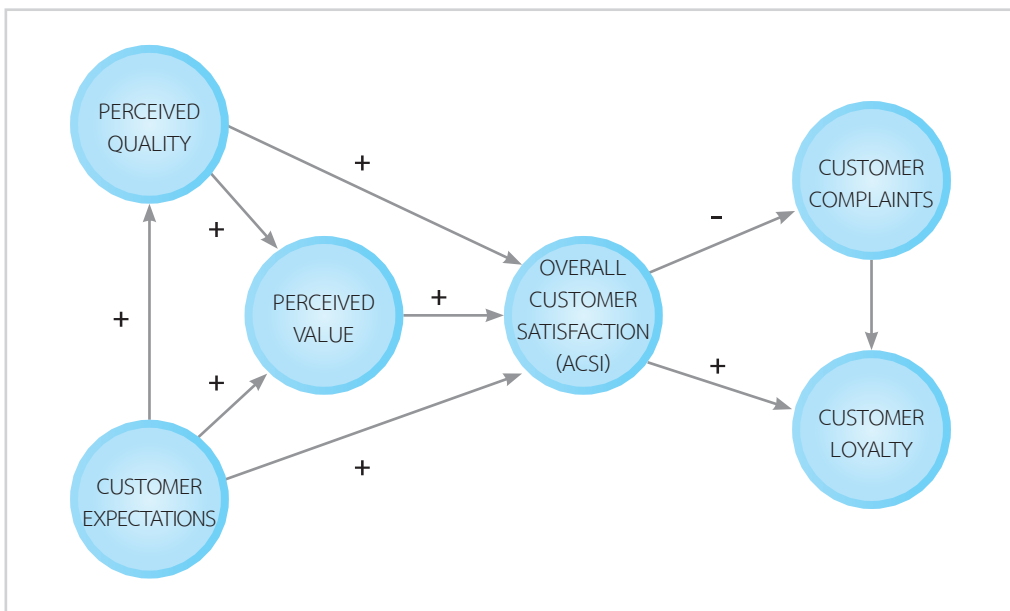 PERCEIVED
QUALITY
+
+
+
PERCEIVED
VALUE
+
+
+
CUSTOMER
EXPECTATIONS
OVERALL
CUSTOMER
SATISFACTION
(ACSI)
-
+
CUSTOMER
COMPLAINTS
CUSTOMER
LOYALTY